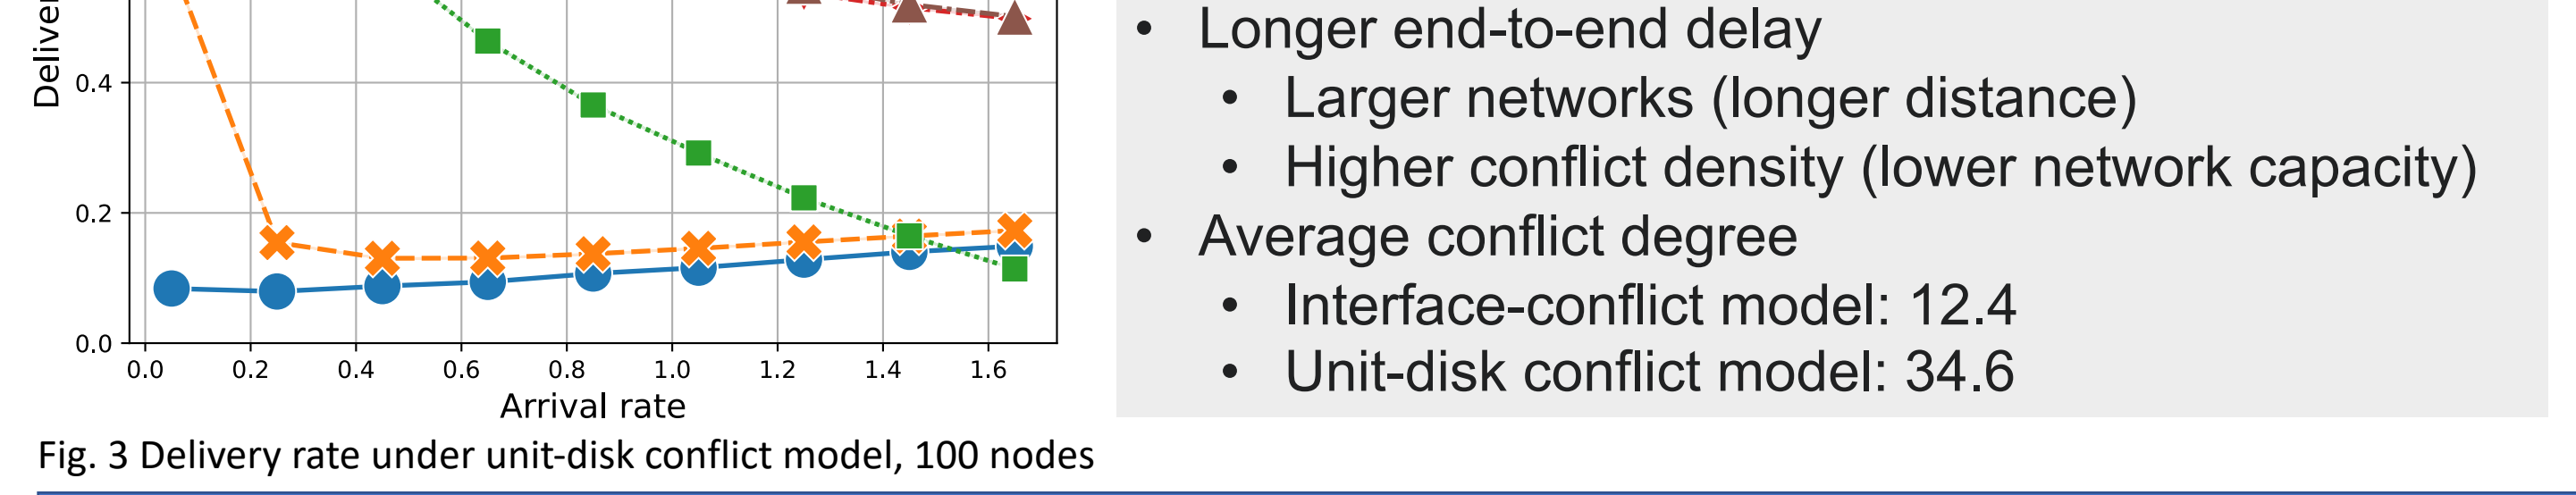 Deliver
0.4
0.2
0.0
0.0 0.2 0.4 0.6 0.8 1.0 1.2 1.4 1.6
Arrival rate
Fig. 3 Delivery rate under unit-disk conflict model, 100 nodes
• Longer end-to-end delay
• Larger networks (longer distance)
• Higher conflict density (lower network capacity)
• Average conflict degree
• Interface-conflict model: 12.4
• Unit-disk conflict model: 34.6